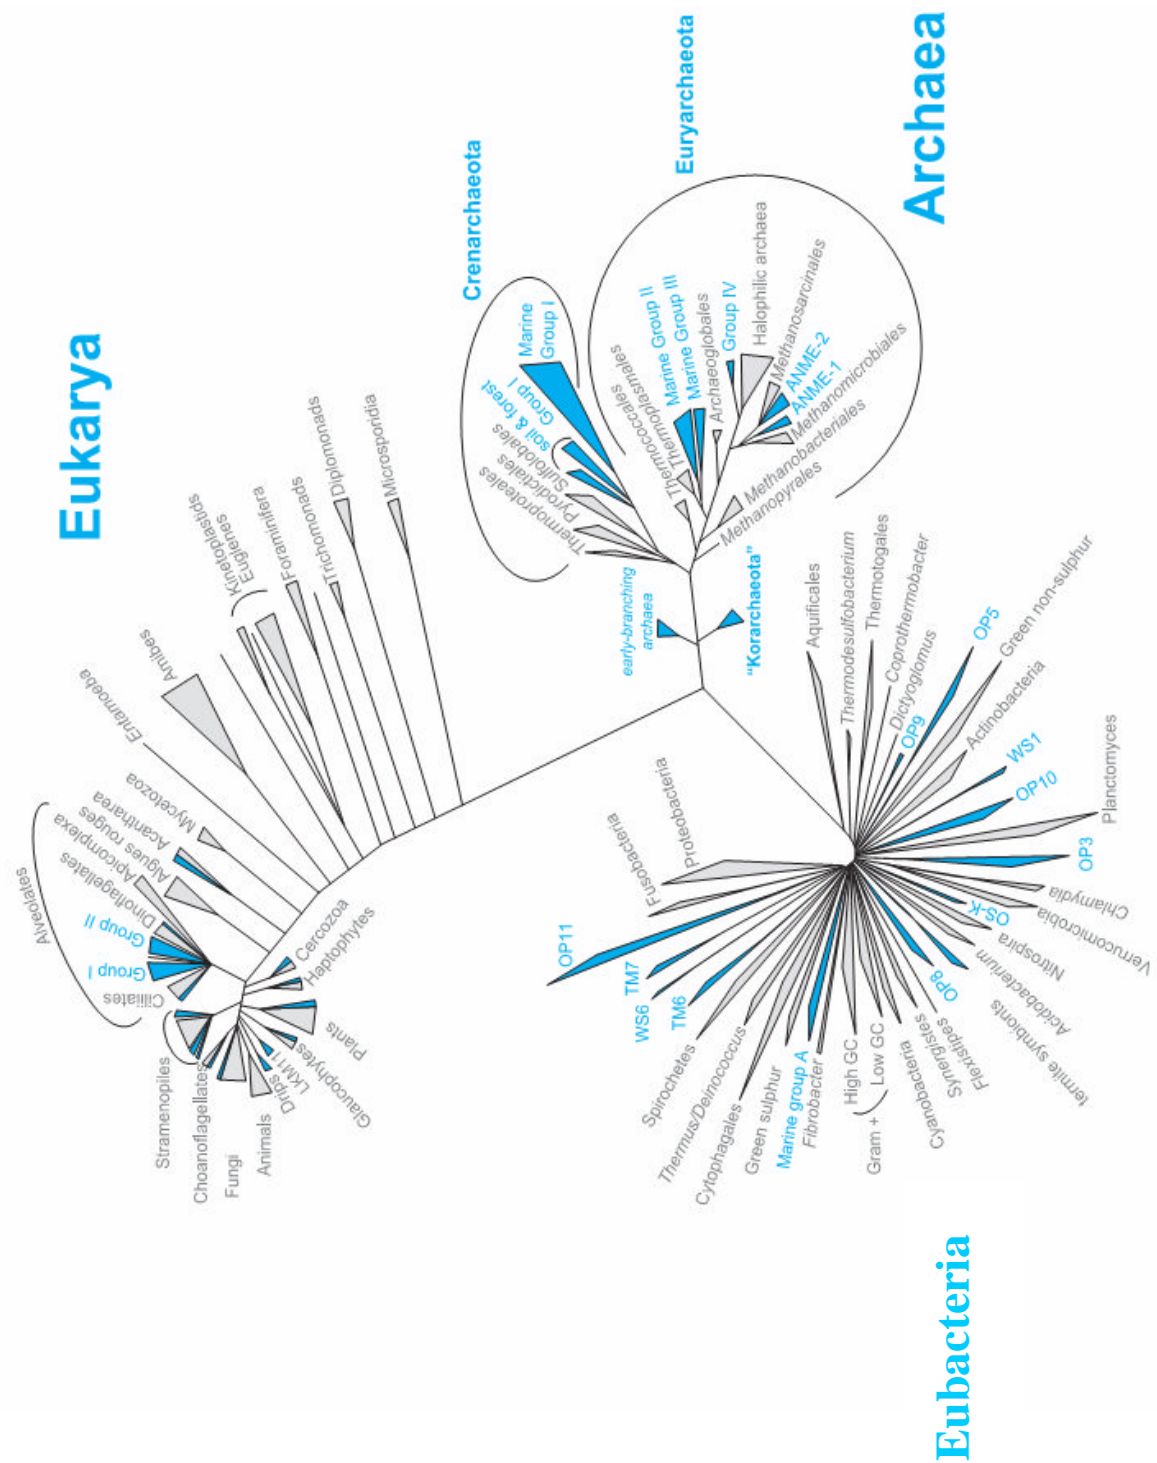 Eukarya
Alveolates
Ciliiates
Group I
Group II
Dinoflagellates
Apicomplexa
Algues rouges
Acantharea
Mycetozoa
Entamoeba
Amibes
Kinetoplastids
Euglenes
Foraminifera
Trichomonads
Diplomonads
Microsporidia
Cercozoa
Haptophytes
Plants
Glaucophytes
LKM11
Drips
Animals
Fungi
Choanoflagellates
Stramenopiles
Archaea
Crenarchaeota
Marine
Group I
soil & forest
Group I
Sulfolobales
Pyrodictiales
Thermoproteales
early-branching
archaea
"Korarchaeota"
Euryarchaeota
Thermococcales
Thermoplasmales
Marine Group II
Marine Group III
Archaeoglobales
Group IV
Halophilic archaea
Methanosarcinales
ANME-2
ANME-1
Methanomicrobiales
Methanobacteriales
Methanopyrales
Eubacteria
Aquificales
Thermodesulfobacterium
Thermotogales
Coprothermobacter
Dictyoglomus
OP9
OP5
Green non-sulphur
Actinobacteria
WS1
OP10
Planctomyces
OP3
Chlamydia
Verrucomicrobia
OS-K
Nitrospira
Acidobacterium
termite symbionts
OP8
Flexistipes
Synergistes
Cyanobacteria
Gram +
Low GC
High GC
Fibrobacter
Marine group A
Green sulphur
Cytophagales
Thermus/Deinococcus
Spirochetes
TM6
WS6
TM7
OP11
Fusobacteria
Proteobacteria